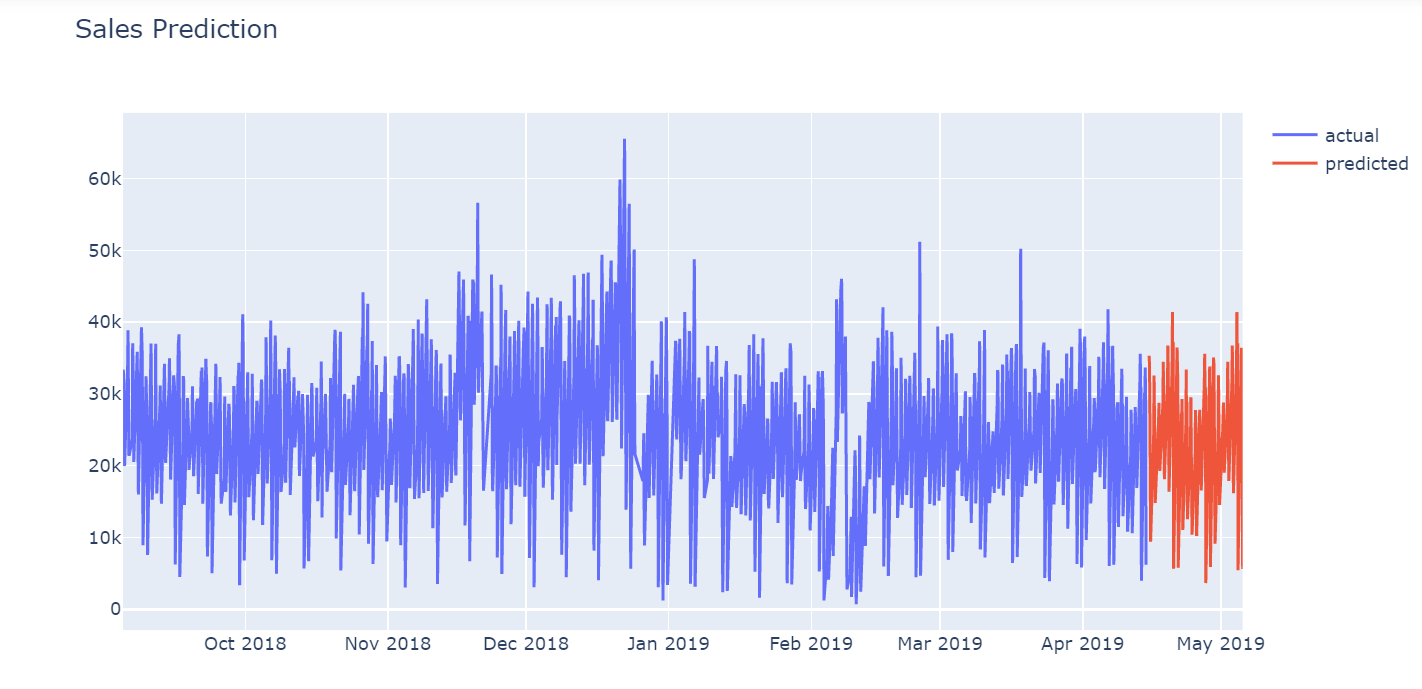 Sales Prediction
actual
predicted
60k
50k
40k
30k
20k
10k
0
Oct 2018
Nov 2018
Dec 2018
Jan 2019
Feb 2019
Mar 2019
Apr 2019
May 2019